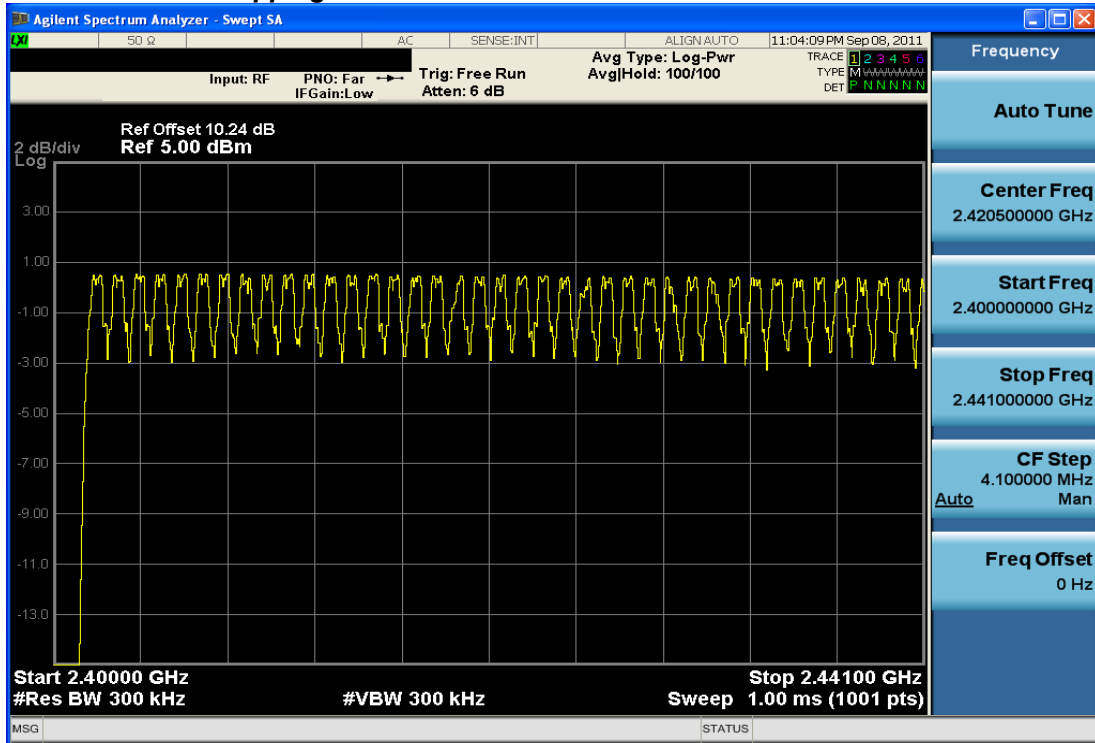 Agilent Spectrum Analyzer - Swept SA
LXI 50 Ω AC SENSE:INT ALIGN AUTO 11:04:09 PM Sep 08, 2011
Input: RF PNO: Far Trig: Free Run Avg Type: Log-Pwr TRACE 1 2 3 4 5 6
IFGain:Low Atten: 6 dB Avg|Hold: 100/100 TYPE M
DET P N N N N N
Frequency
Ref Offset 10.24 dB
2 dB/div Ref 5.00 dBm
Log
3.00
1.00
-1.00
-3.00
-5.00
-7.00
-9.00
-11.0
-13.0
Start 2.40000 GHz Stop 2.44100 GHz
#Res BW 300 kHz #VBW 300 kHz Sweep 1.00 ms (1001 pts)
Auto Tune
Center Freq
2.420500000 GHz
Start Freq
2.400000000 GHz
Stop Freq
2.441000000 GHz
CF Step
4.100000 MHz
Auto Man
Freq Offset
0 Hz
MSG STATUS